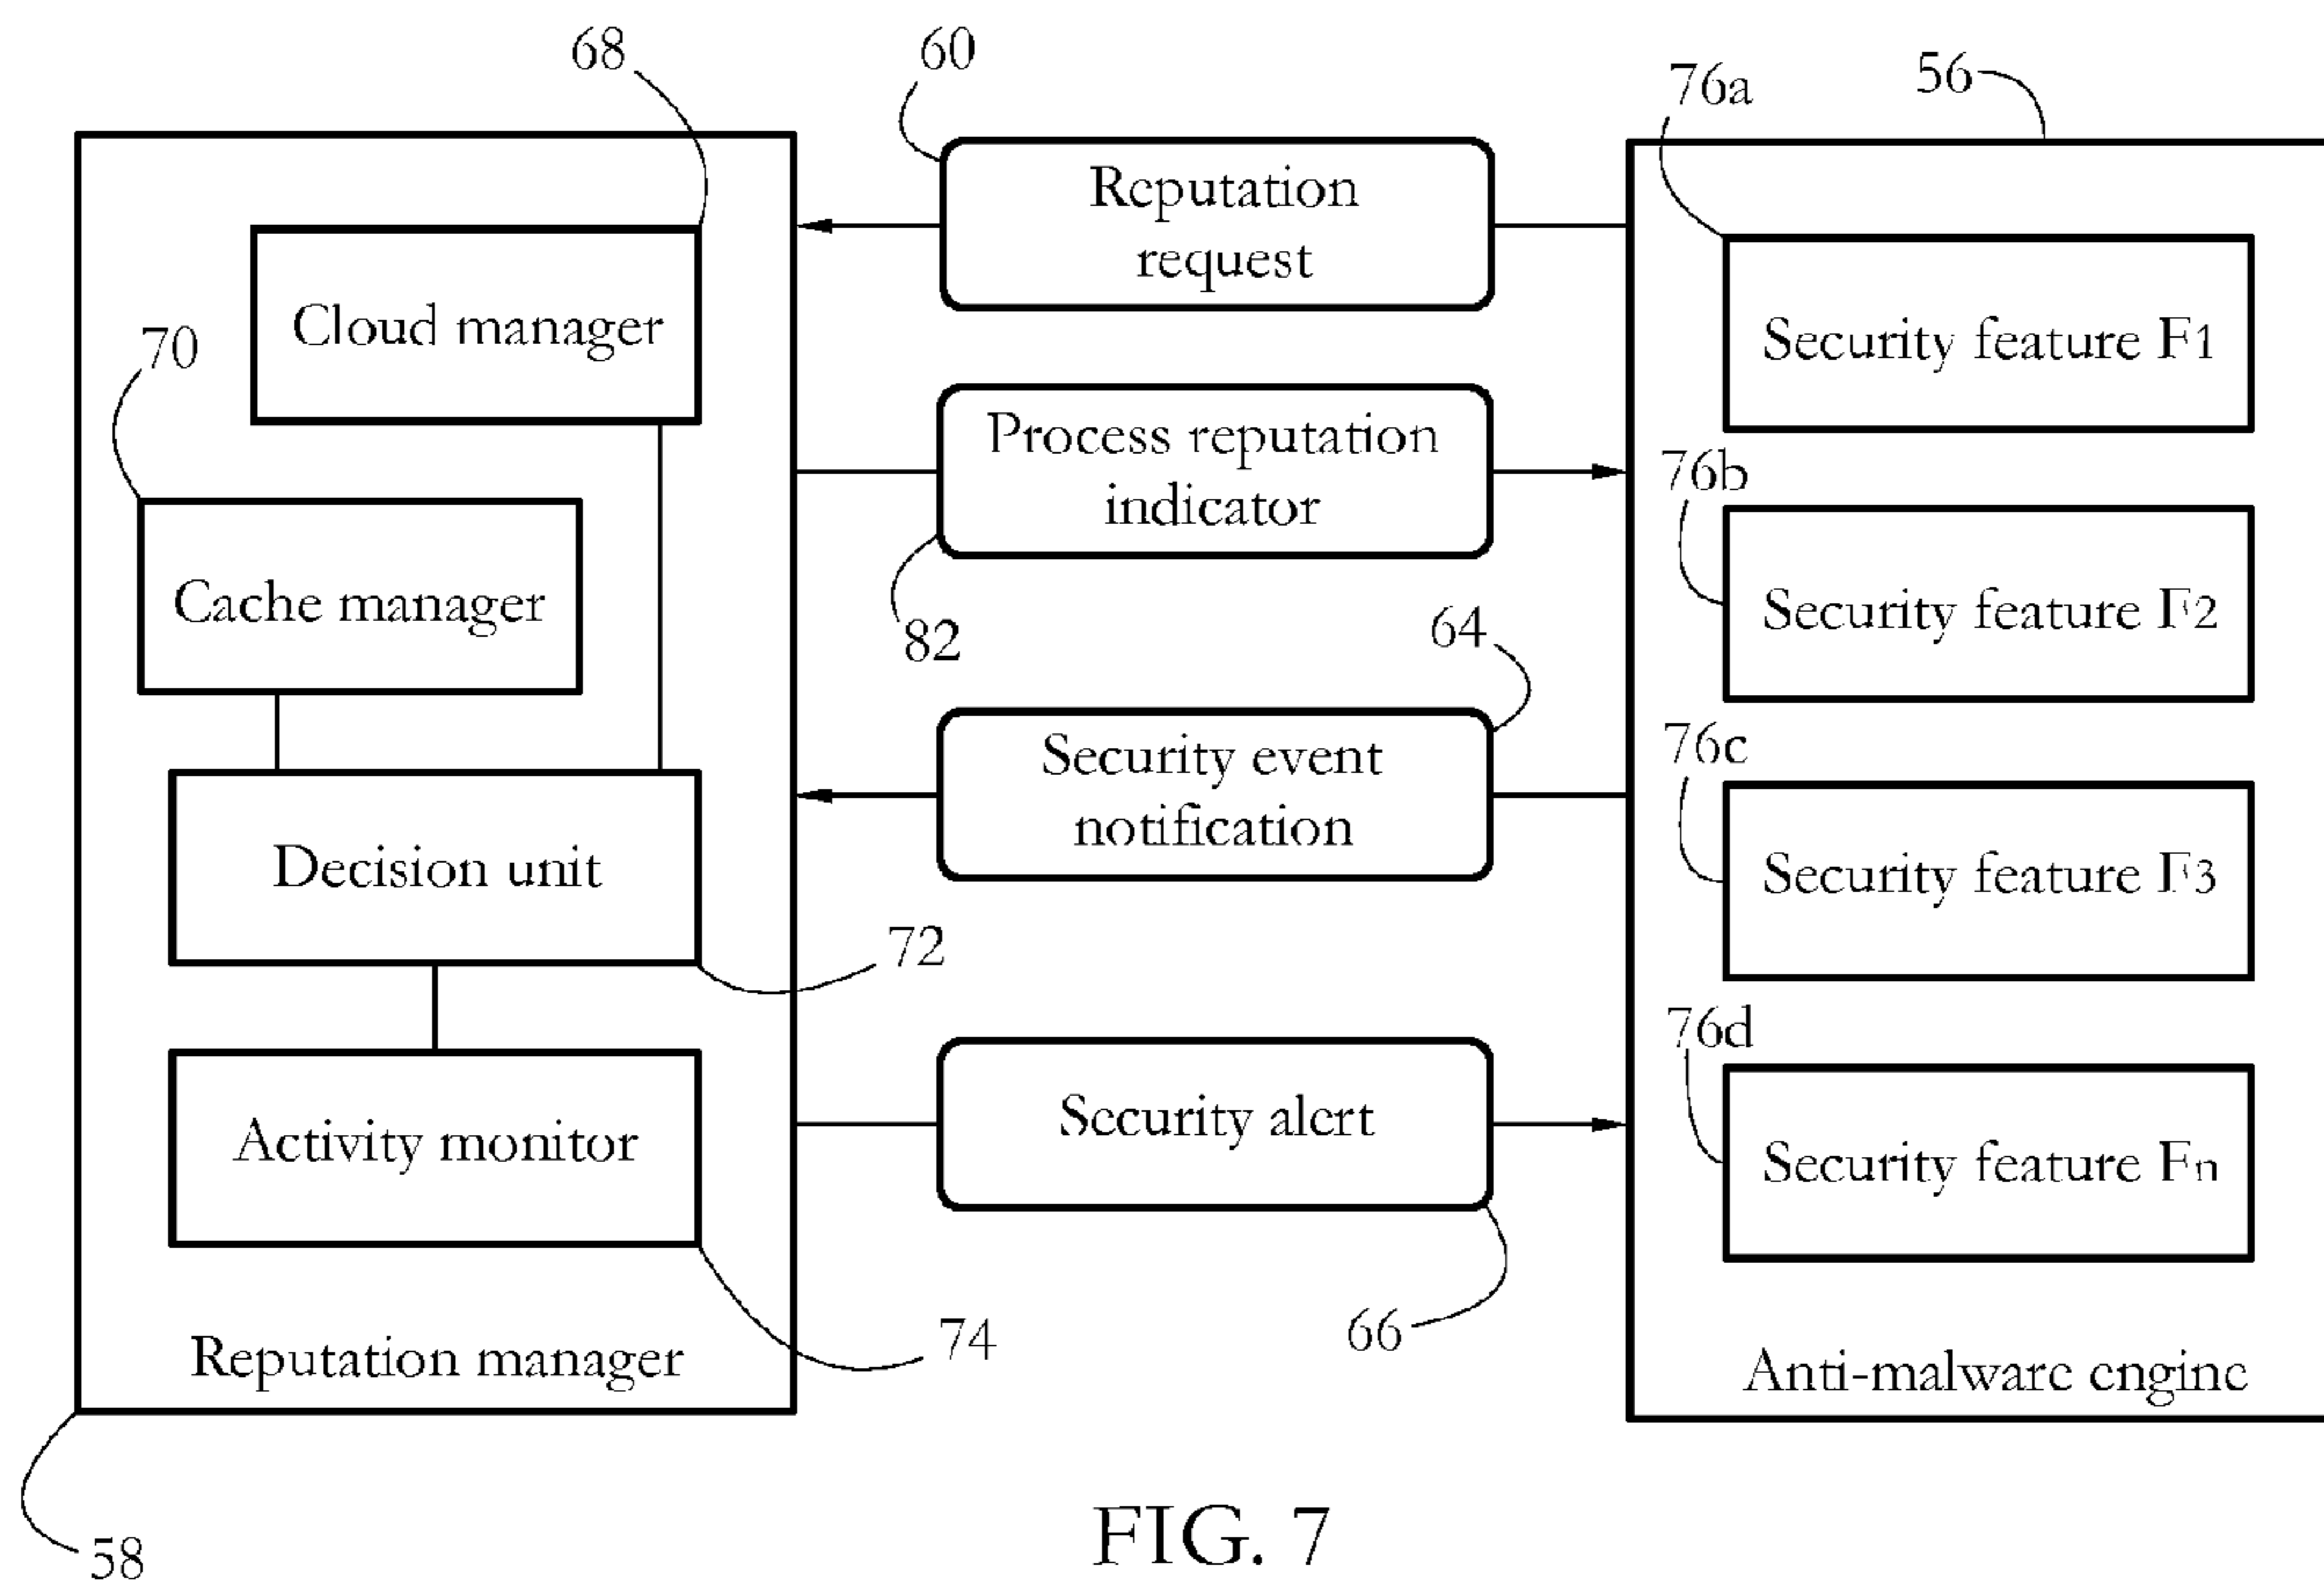 68
60
76a
56
Reputation
request
Cloud manager
Security feature F1
70
Process reputation
indicator
76b
Cache manager
82
64
Security feature F2
Security event
notification
76c
Decision unit
Security feature F3
72
76d
Activity monitor
Security alert
Security feature Fn
66
74
Reputation manager
Anti-malware engine
58
FIG. 7